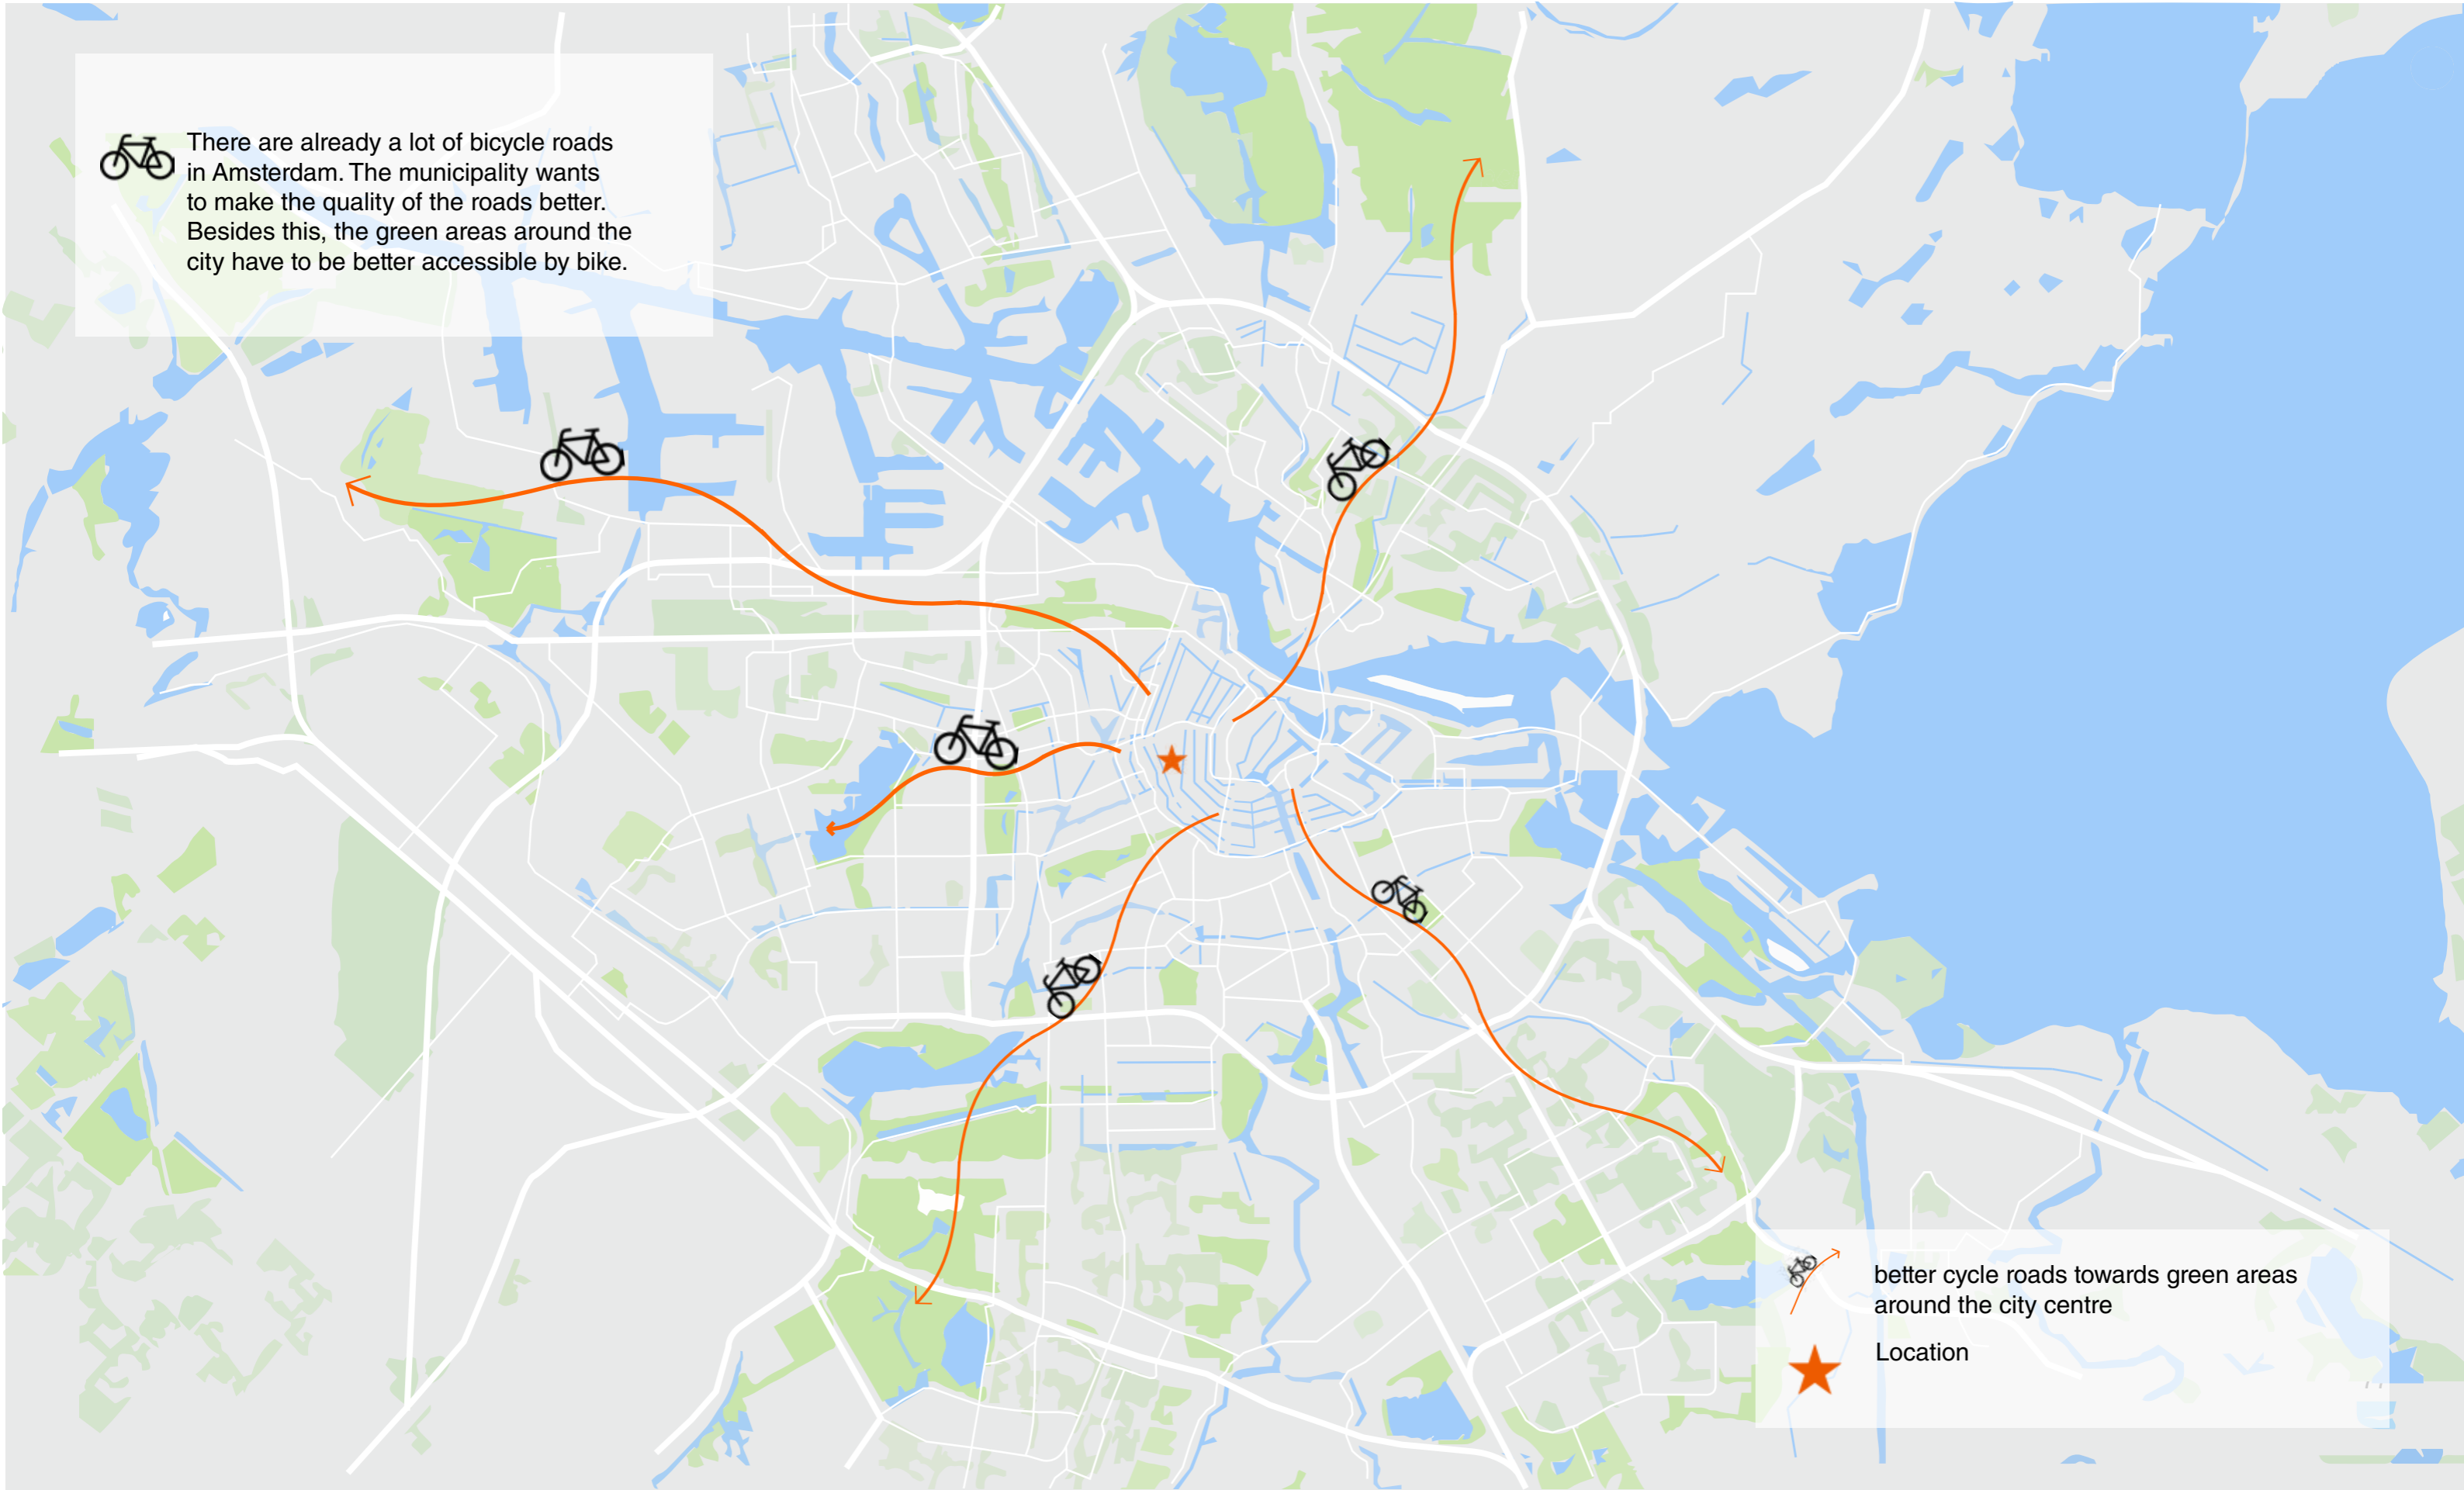 There are already a lot of bicycle roads
in Amsterdam. The municipality wants
to make the quality of the roads better.
Besides this, the green areas around the
city have to be better accessible by bike.
better cycle roads towards green areas
around the city centre
Location